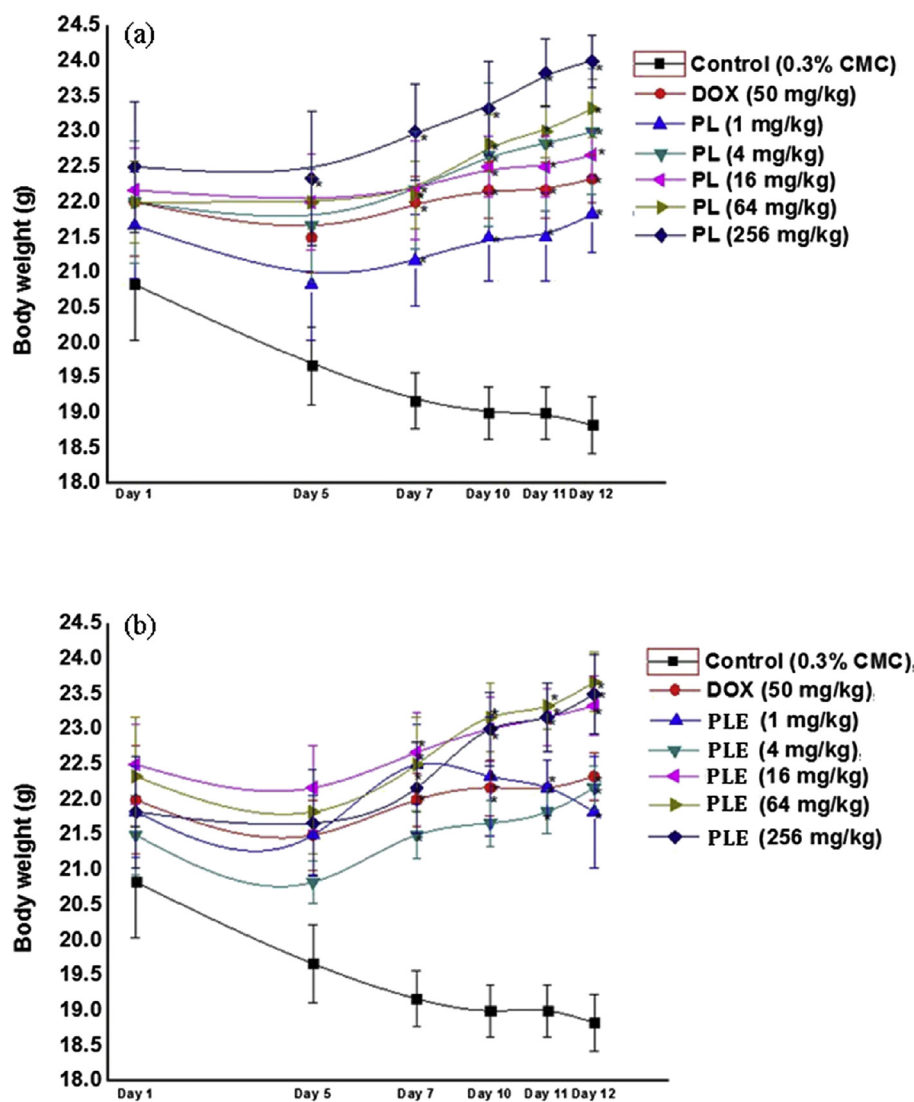 (a)
24.5
24.0
23.5
23.0
22.5
22.0
21.5
21.0
20.5
20.0
19.5
19.0
18.5
18.0
Body weight (g)
Day 1 Day 5 Day 7 Day 10 Day 11 Day 12
Control (0.3% CMC)
DOX (50 mg/kg)
PL (1 mg/kg)
PL (4 mg/kg)
PL (16 mg/kg)
PL (64 mg/kg)
PL (256 mg/kg)
(b)
24.5
24.0
23.5
23.0
22.5
22.0
21.5
21.0
20.5
20.0
19.5
19.0
18.5
18.0
Body weight (g)
Day 1 Day 5 Day 7 Day 10 Day 11 Day 12
Control (0.3% CMC),
DOX (50 mg/kg),
PLE (1 mg/kg)
PLE (4 mg/kg),
PLE (16 mg/kg)
PLE (64 mg/kg)
PLE (256 mg/kg)